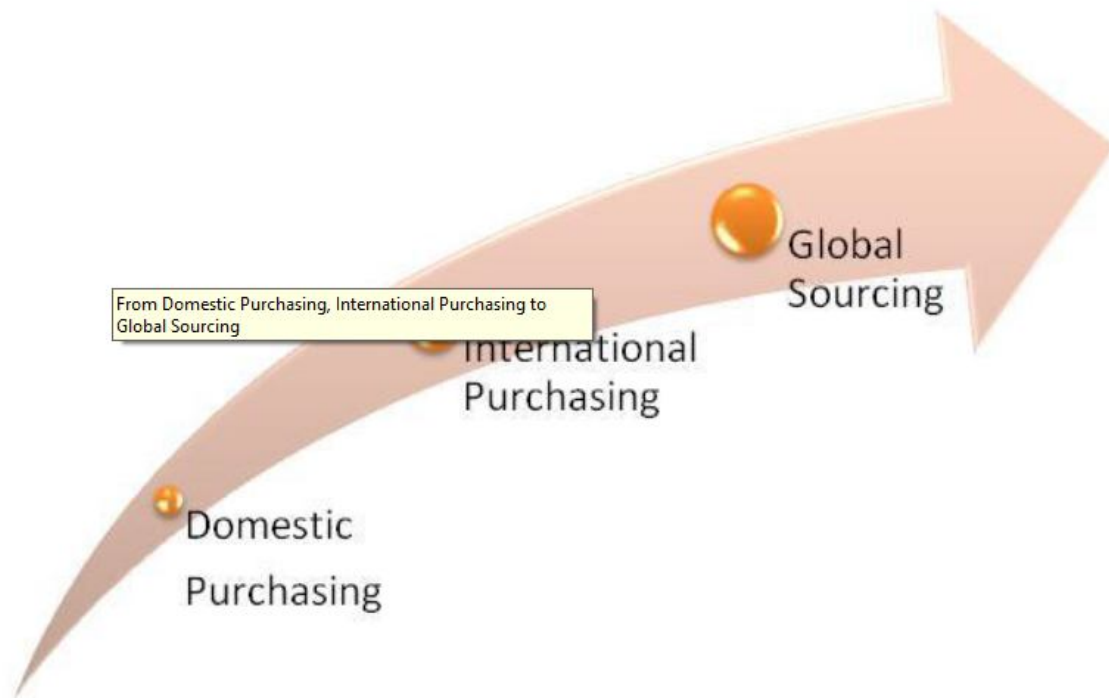 Global
Sourcing
From Domestic Purchasing, International Purchasing to
Global Sourcing
International
Purchasing
Domestic
Purchasing